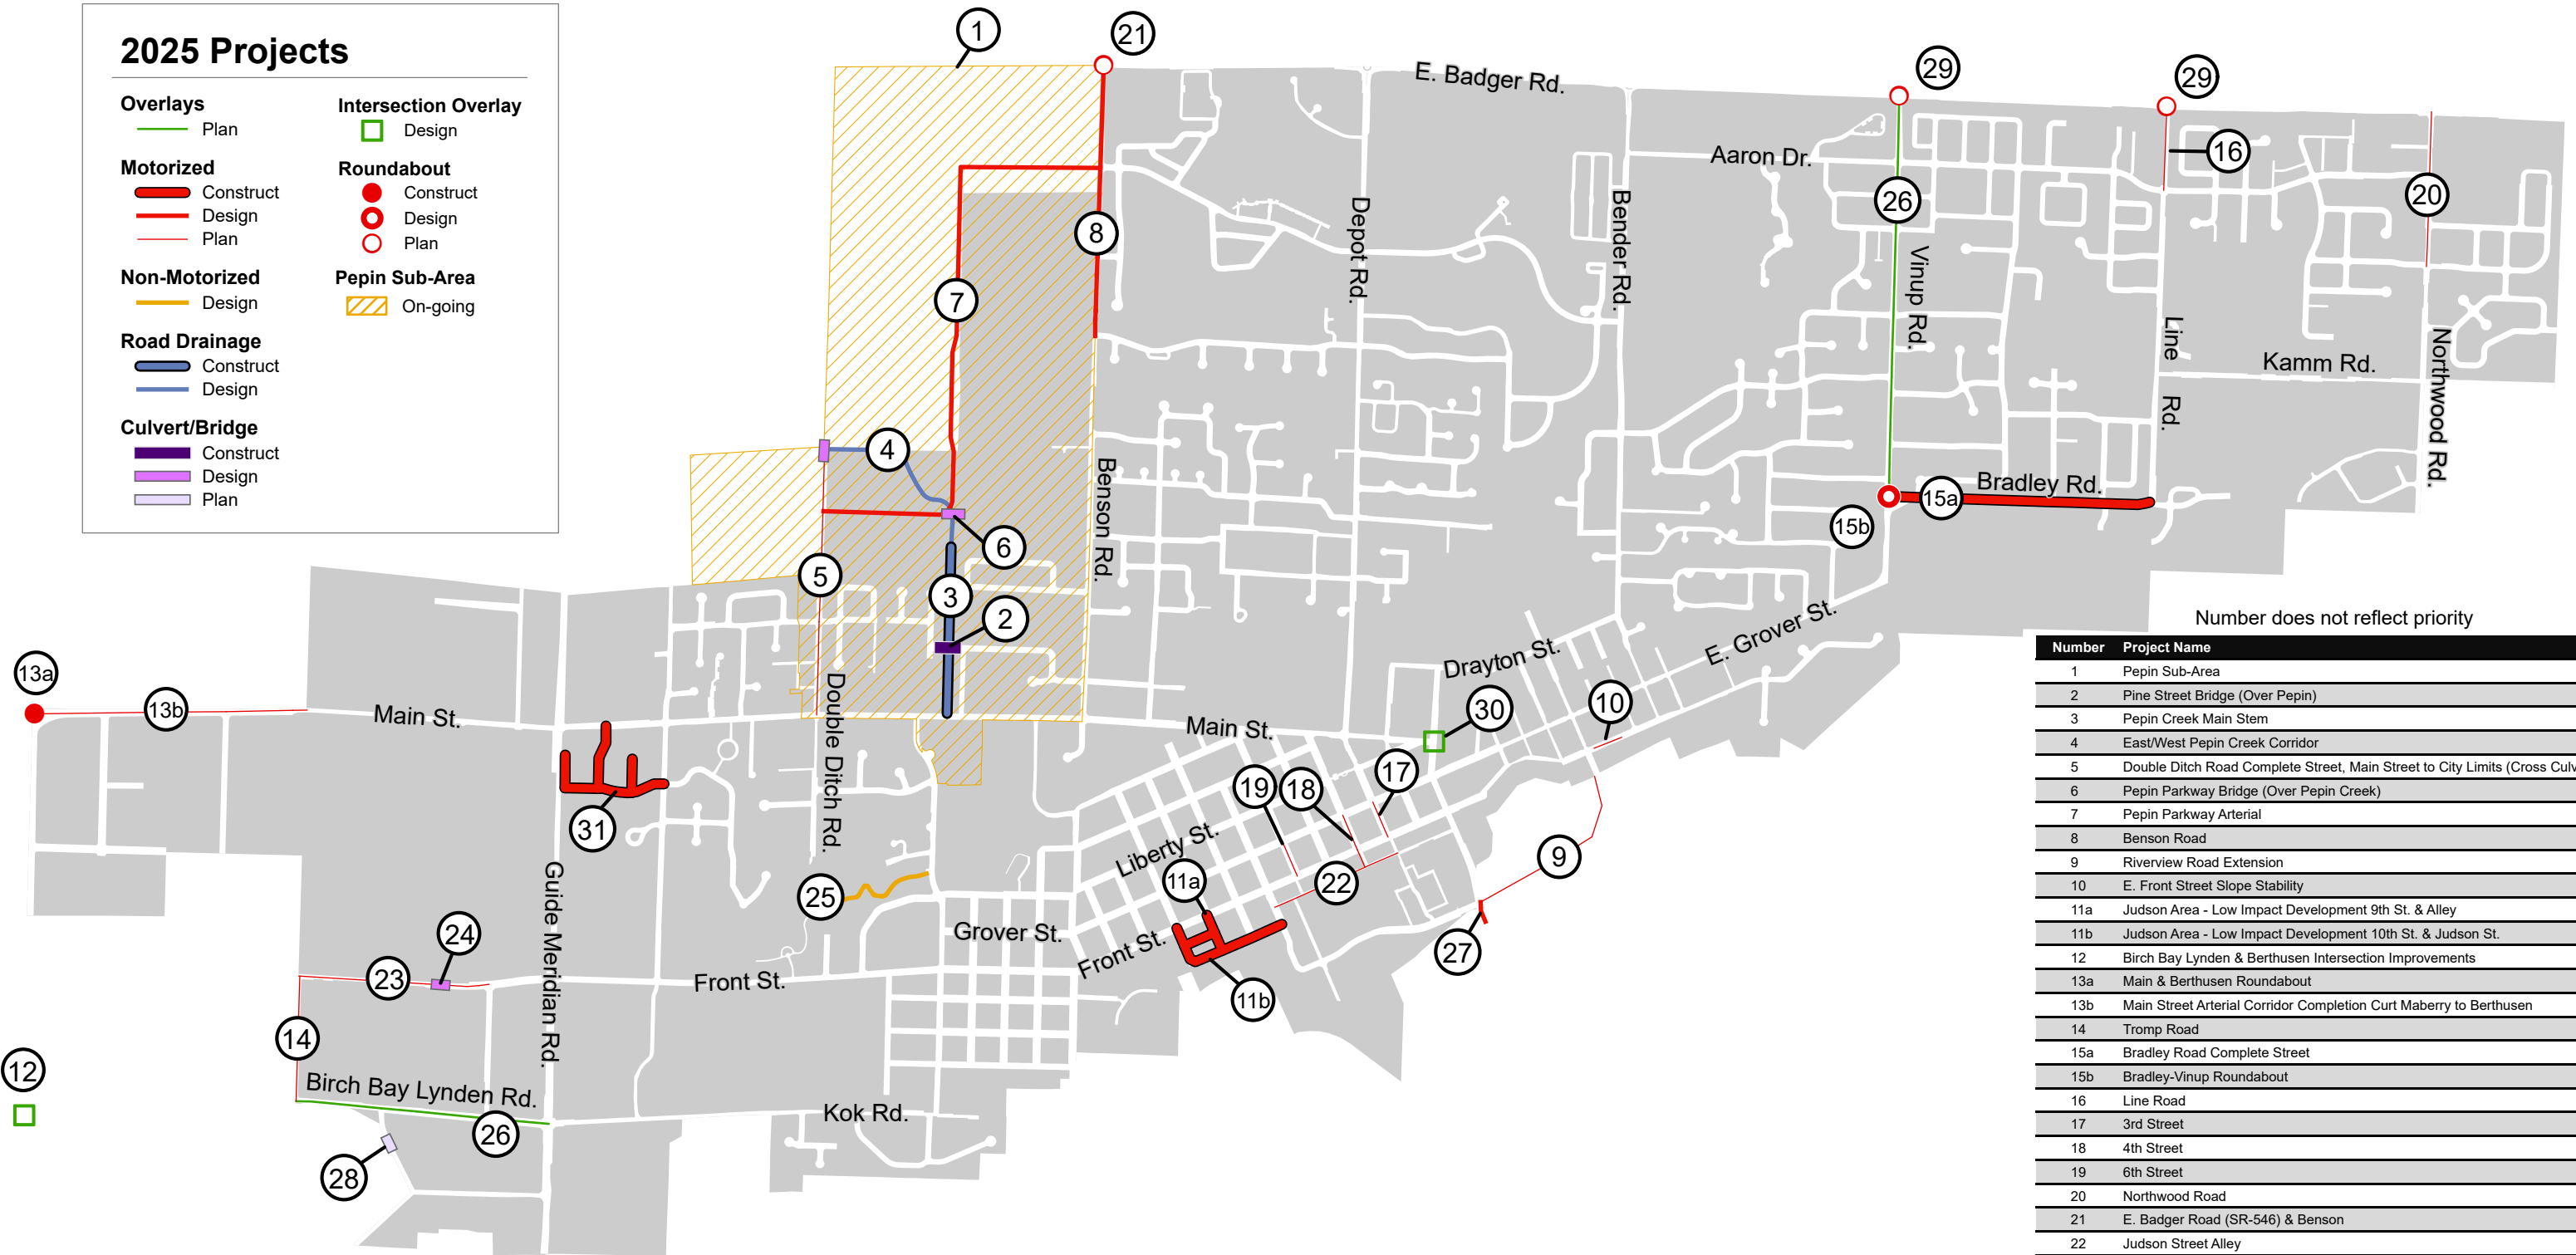 2025 Projects
Overlays
Plan
Motorized
Construct
Design
Plan
Non-Motorized
Design
Road Drainage
Construct
Design
Culvert/Bridge
Construct
Design
Plan
Intersection Overlay
Design
Roundabout
Construct
Design
Plan
Pepin Sub-Area
On-going
1
21
E. Badger Rd.
29
29
16
Aaron Dr.
20
26
8
Depot Rd.
Bender Rd.
Vinup Rd.
7
Line Rd.
Kamm Rd.
Northwood Rd.
4
Benson Rd.
Bradley Rd.
15a
15b
6
5
3
2
E. Grover St.
Drayton St.
13a
13b
Main St.
Double Ditch Rd.
Main St.
30
10
17
19
18
31
Liberty St.
9
11a
22
25
Guide Meridian Rd.
24
Grover St.
Front St.
27
23
Front St.
11b
14
12
Birch Bay Lynden Rd.
26
Kok Rd.
28
Number does not reflect priority
Number Project Name
1 Pepin Sub-Area
2 Pine Street Bridge (Over Pepin)
3 Pepin Creek Main Stem
4 East/West Pepin Creek Corridor
5 Double Ditch Road Complete Street, Main Street to City Limits (Cross Culv
6 Pepin Parkway Bridge (Over Pepin Creek)
7 Pepin Parkway Arterial
8 Benson Road
9 Riverview Road Extension
10 E. Front Street Slope Stability
11a Judson Area - Low Impact Development 9th St. & Alley
11b Judson Area - Low Impact Development 10th St. & Judson St.
12 Birch Bay Lynden & Berthusen Intersection Improvements
13a Main & Berthusen Roundabout
13b Main Street Arterial Corridor Completion Curt Maberry to Berthusen
14 Tromp Road
15a Bradley Road Complete Street
15b Bradley-Vinup Roundabout
16 Line Road
17 3rd Street
18 4th Street
19 6th Street
20 Northwood Road
21 E. Badger Road (SR-546) & Benson
22 Judson Street Alley